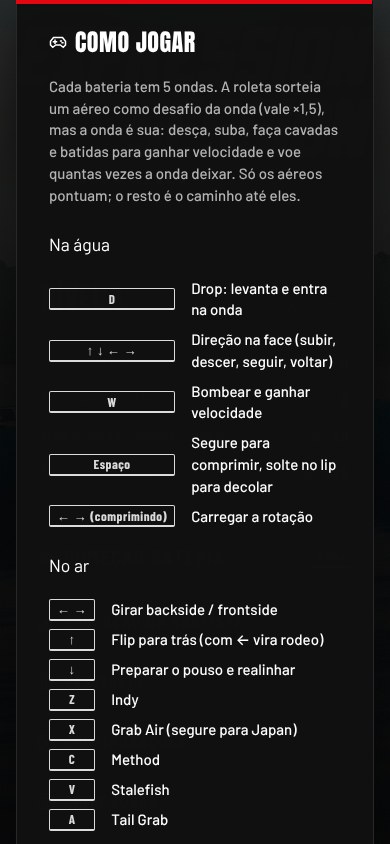 COMO JOGAR
Cada bateria tem 5 ondas. A roleta sorteia
um aéreo como desafio da onda (vale ×1,5),
mas a onda é sua: desça, suba, faça cavadas
e batidas para ganhar velocidade e voe
quantas vezes a onda deixar. Só os aéreos
pontuam; o resto é o caminho até eles.
Na água
D
Drop: levanta e entra
na onda
↑ ↓ ← →
Direção na face (subir,
descer, seguir, voltar)
W
Bombear e ganhar
velocidade
Espaço
Segure para
comprimir, solte no lip
para decolar
← → (comprimindo)
Carregar a rotação
No ar
← →
Girar backside / frontside
↑
Flip para trás (com ← vira rodeo)
↓
Preparar o pouso e realinhar
Z
Indy
X
Grab Air (segure para Japan)
C
Method
V
Stalefish
A
Tail Grab